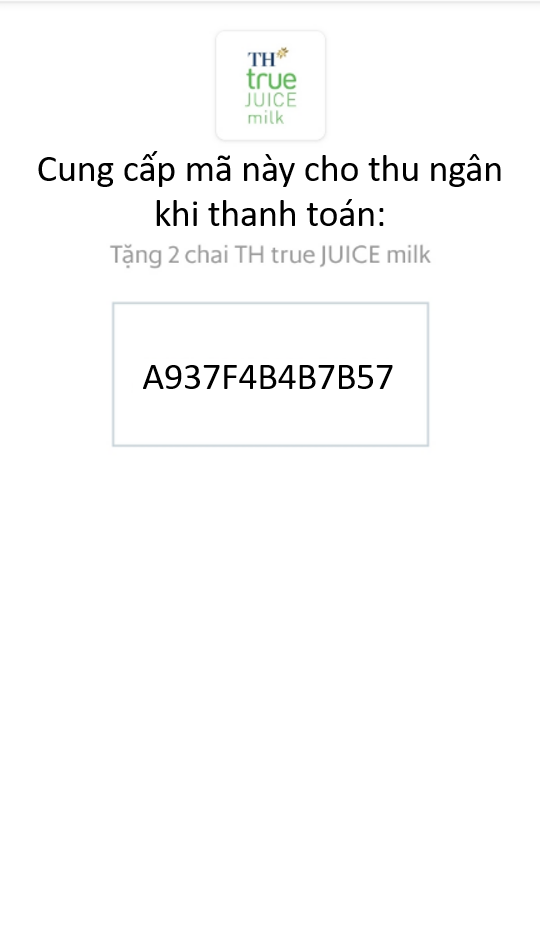 TH
true
JUICE
milk
Cung cấp mã này cho thu ngân
khi thanh toán:
Tặng 2 chai TH true JUICE milk
A937F4B4B7B57